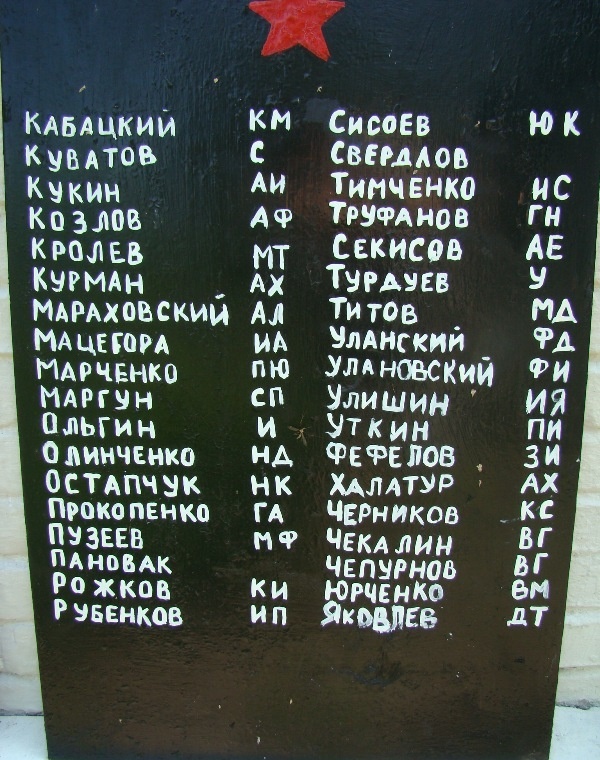 КАБАЦКИЙ КМ
КУВАТОВ С
КУКИН АИ
КОЗЛОВ АФ
КРОЛЕВ МТ
КУРМАН АХ
МАРАХОВСКИЙ АЛ
МАЦЕГОРА ИА
МАРЧЕНКО ПЮ
МАРГУН СП
ОЛЬГИН И
ОЛИНЧЕНКО НД
ОСТАПЧУК НК
ПРОКОПЕНКО ГА
ПУЗЕЕВ МФ
ПАНОВАК
РОЖКОВ КИ
РУБЕНКОВ ИП
СИСОЕВ ЮК
СВЕРДЛОВ
ТИМЧЕНКО ИС
ТРУФАНОВ ГН
СЕКИСОВ АЕ
ТУРДУЕВ У
ТИТОВ МД
УЛАНСКИЙ ФД
УЛАНОВСКИЙ ФИ
УЛИШИН ИЯ
УТКИН ПИ
ФЕФЕЛОВ ЗИ
ХАЛАТУР АХ
ЧЕРНИКОВ КС
ЧЕКАЛИН ВГ
ЧЕПУРНОВ ВГ
ЮРЧЕНКО ВМ
ЯКОВЛЕВ ДТ